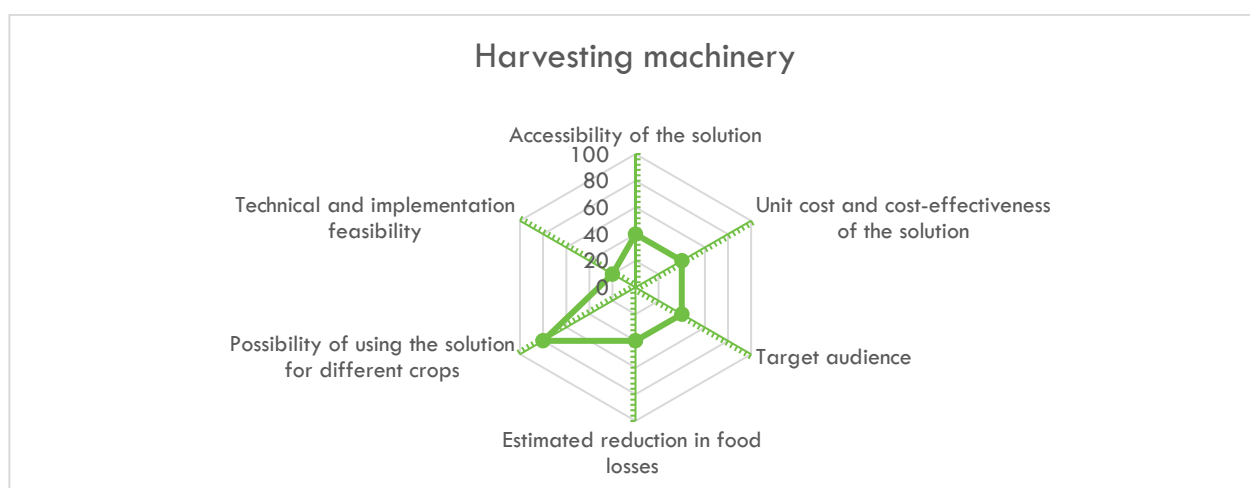 Harvesting machinery
Accessibility of the solution
100
80
60
40
20
0
Unit cost and cost-effectiveness
of the solution
Target audience
Estimated reduction in food
losses
Possibility of using the solution
for different crops
Technical and implementation
feasibility